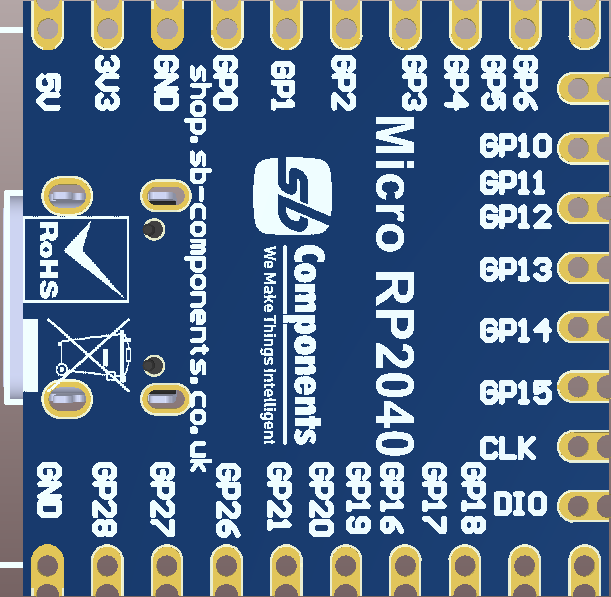 5V
3V3
GND
GP0
GP1
GP2
GP3
GP4
GP5
GP6
GP10
GP11
GP12
GP13
GP14
GP15
CLK
DIO
Micro RP2040
sb
Components
We Make Things Intelligent
shop.sb-components.co.uk
RoHS
GND
GP28
GP27
GP26
GP21
GP20
GP19
GP16
GP17
GP18